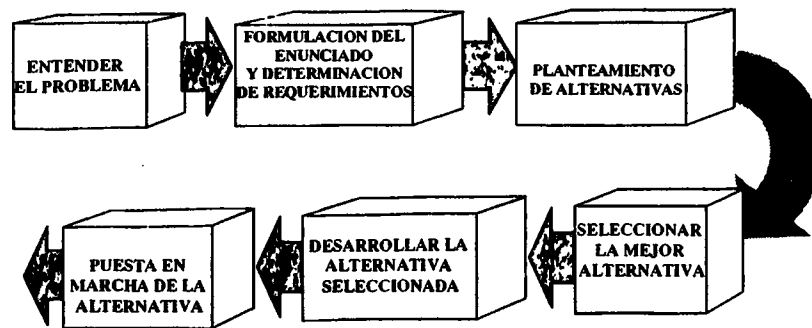 ENTENDER
EL PROBLEMA
FORMULACION DEL
ENUNCIADO
Y DETERMINACION
DE REQUERIMIENTOS
PLANTEAMIENTO
DE ALTERNATIVAS
SELECCIONAR
LA MEJOR
ALTERNATIVA
DESARROLLAR LA
ALTERNATIVA
SELECCIONADA
PUESTA EN
MARCHA DE LA
ALTERNATIVA